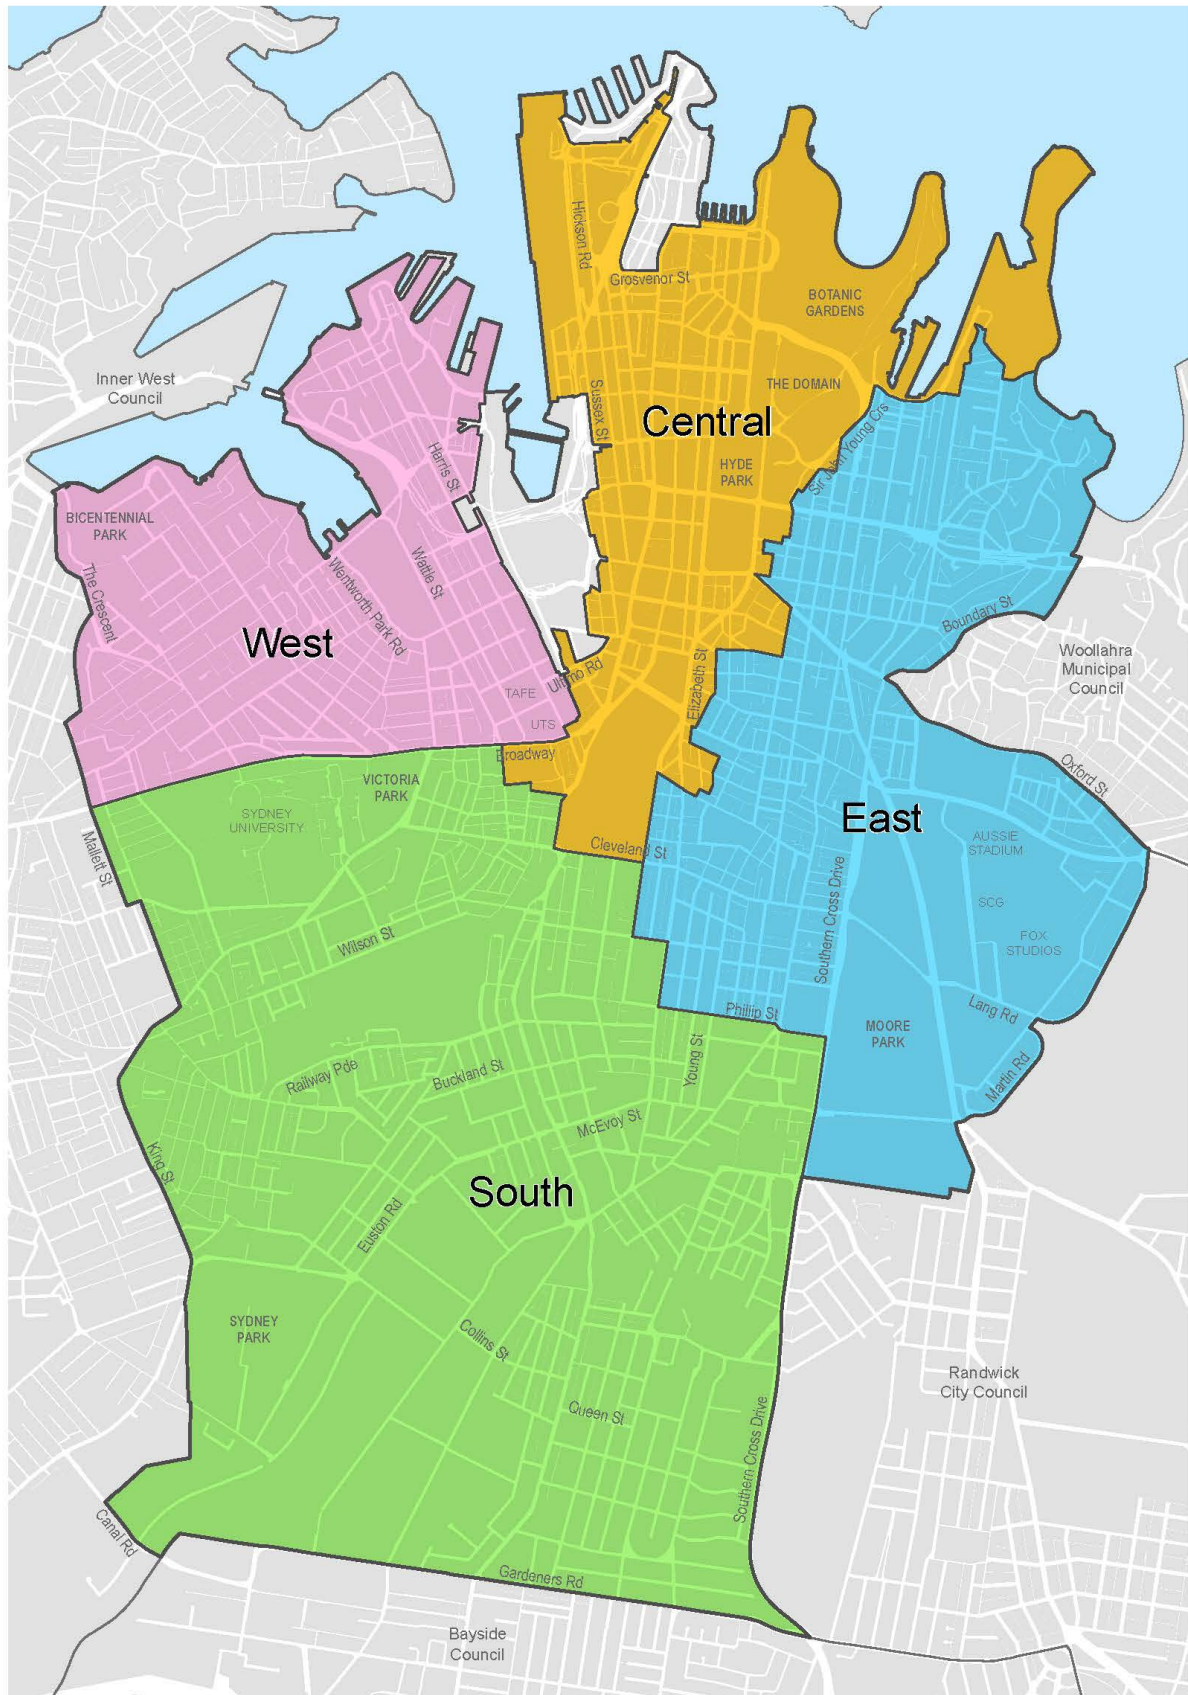 Hickson Rd
Grosvenor St
BOTANIC
GARDENS
Inner West
Council
THE DOMAIN
Sussex St
Central
Sir John Young Crs
Harris St
HYDE
PARK
BICENTENNIAL
PARK
The Crescent
Wentworth Park Rd
Wattle St
Boundary St
West
Woollahra
Municipal
Council
Ultimo Rd
Elizabeth St
TAFE
UTS
Broadway
VICTORIA
PARK
Oxford St
SYDNEY
UNIVERSITY
East
AUSSIE
STADIUM
Mallett St
Cleveland St
Southern Cross Drive
SCG
Wilson St
FOX
STUDIOS
Phillip St
Lang Rd
MOORE
PARK
Railway Pde
Buckland St
Young St
Martin Rd
McEvoy St
King St
South
Euston Rd
SYDNEY
PARK
Collins St
Randwick
City Council
Queen St
Southern Cross Drive
Canal Rd
Gardeners Rd
Bayside
Council